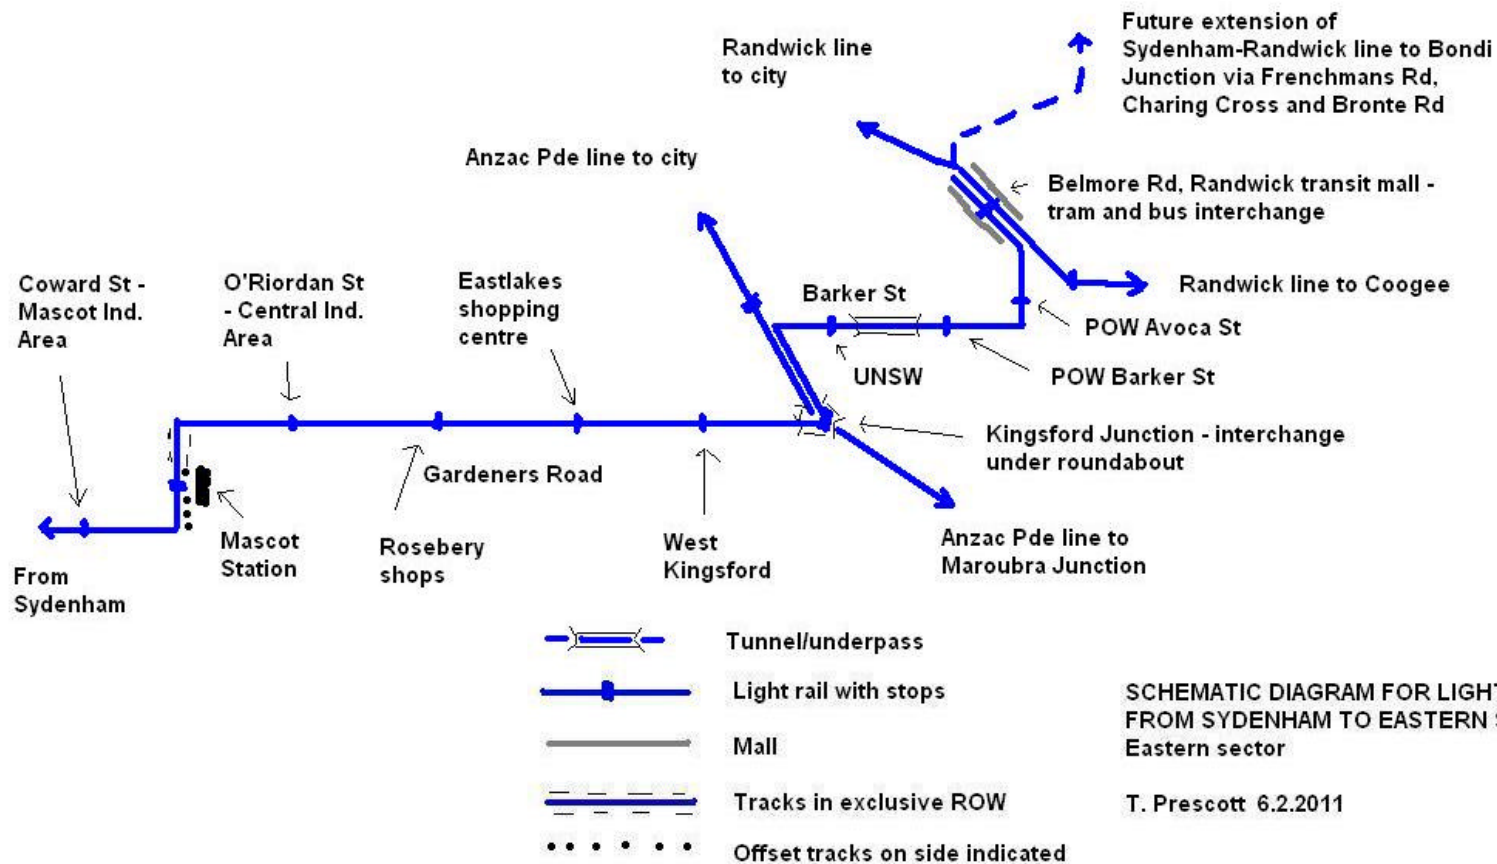 Future extension of
Sydenham-Randwick line to Bondi
Junction via Frenchmans Rd,
Charing Cross and Bronte Rd
Randwick line
to city
Anzac Pde line to city
Belmore Rd, Randwick transit mall -
tram and bus interchange
Coward St -
Mascot Ind.
Area
O'Riordan St
- Central Ind.
Area
Eastlakes
shopping
centre
Barker St
Randwick line to Coogee
POW Avoca St
UNSW
POW Barker St
Kingsford Junction - interchange
under roundabout
Gardeners Road
Mascot
Station
Rosebery
shops
West
Kingsford
Anzac Pde line to
Maroubra Junction
From
Sydenham
Tunnel/underpass
Light rail with stops
Mall
Tracks in exclusive ROW
Offset tracks on side indicated
SCHEMATIC DIAGRAM FOR LIGHT
FROM SYDENHAM TO EASTERN
Eastern sector
T. Prescott 6.2.2011